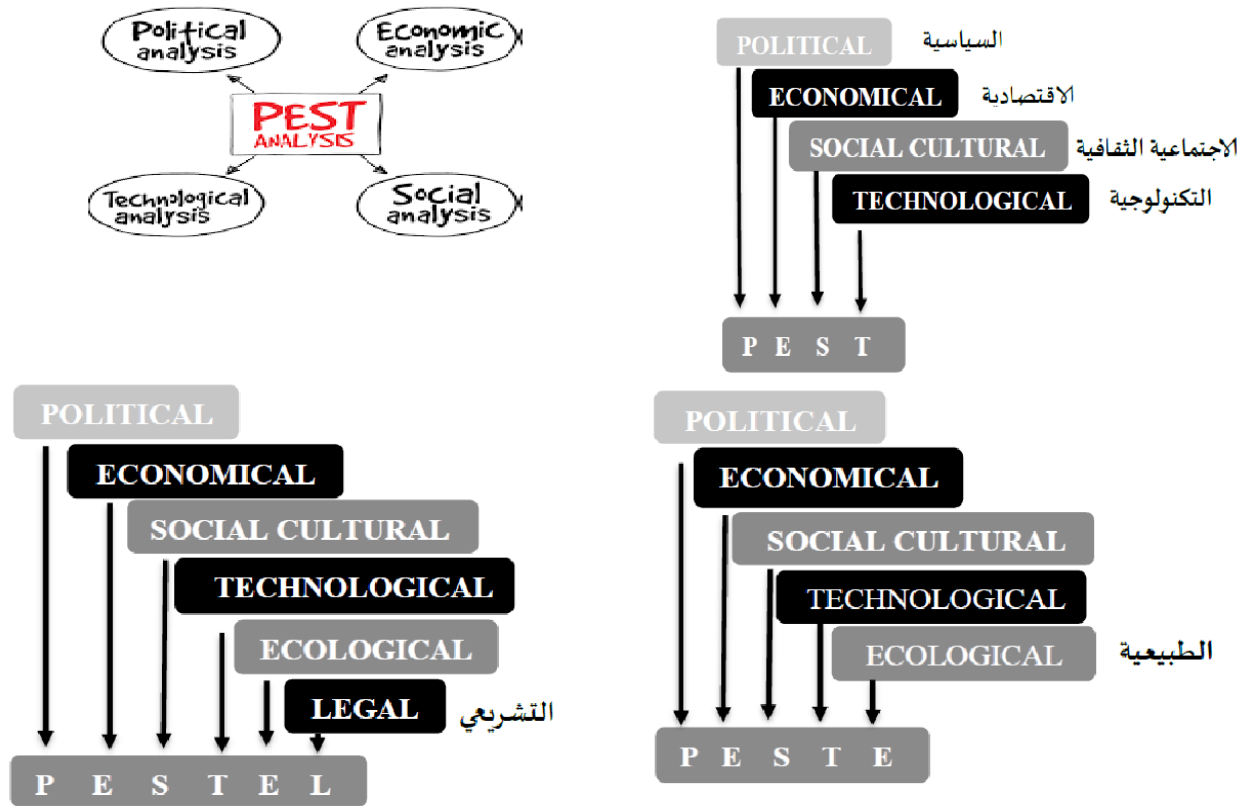 Political
analysis
Economic
analysis
PEST
ANALYSIS
Technological
analysis
Social
analysis
POLITICAL السياسية
ECONOMICAL الاقتصادية
SOCIAL CULTURAL الاجتماعية الثقافية
TECHNOLOGICAL التكنولوجية
P E S T
POLITICAL
ECONOMICAL
SOCIAL CULTURAL
TECHNOLOGICAL
ECOLOGICAL
LEGAL التشريعي
P E S T E L
POLITICAL
ECONOMICAL
SOCIAL CULTURAL
TECHNOLOGICAL
ECOLOGICAL الطبيعية
P E S T E